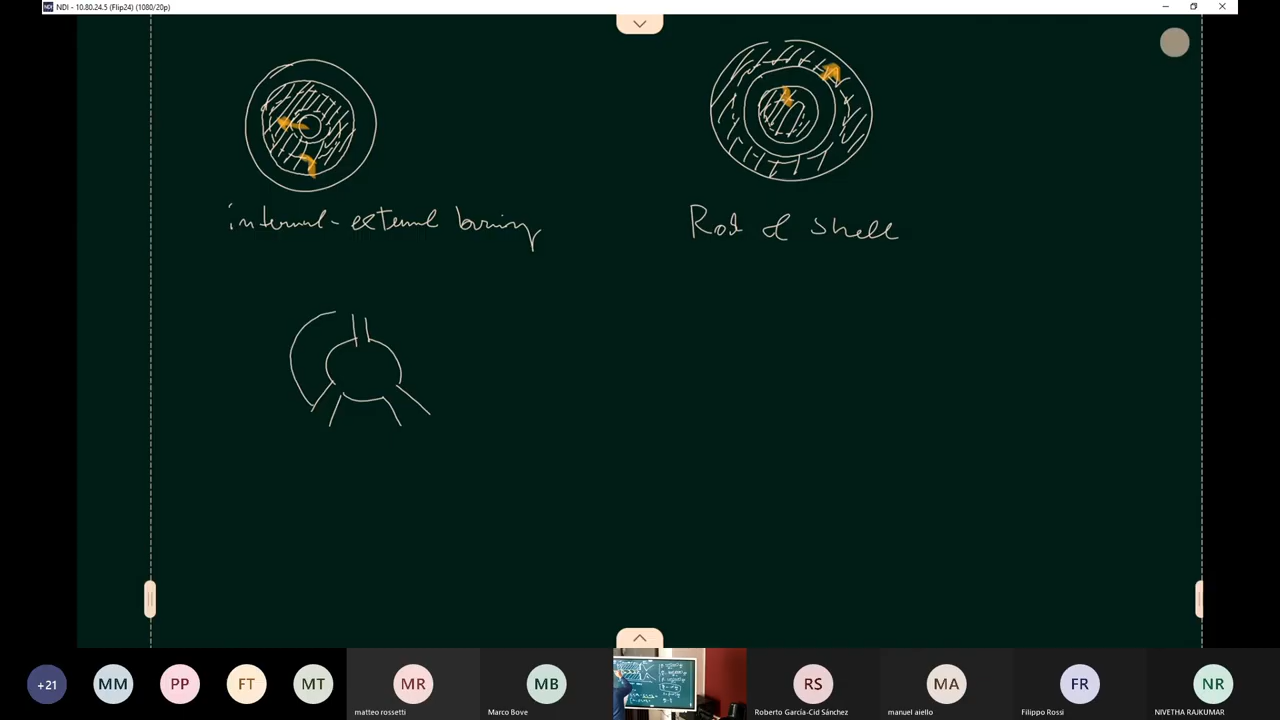 NDI - 10.80.24.5 (Flip24) (1080/20p)
internal-external burning
Rod & shell
+21
MM
PP
FT
MT
MR
MB
RS
MA
FR
NR
matteo rossetti
Marco Bove
Roberto García-Cid Sánchez
manuel aiello
Filippo Rossi
NIVETHA RAJKUMAR